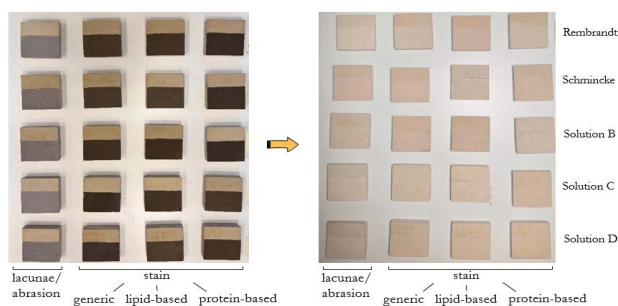 Rembrandt
Schmincke
Solution B
Solution C
Solution D
lacunae/
abrasion
stain
generic
lipid-based
protein-based
lacunae/
abrasion
stain
generic
lipid-based
protein-based